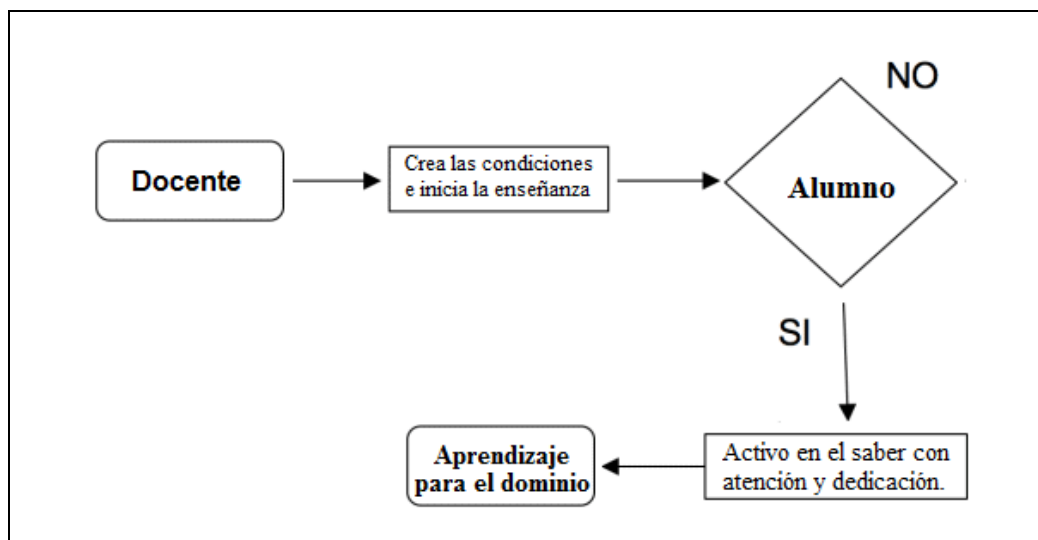 NO
Docente
Crea las condiciones
e inicia la enseñanza
Alumno
SI
Activo en el saber con
atención y dedicación.
Aprendizaje
para el dominio